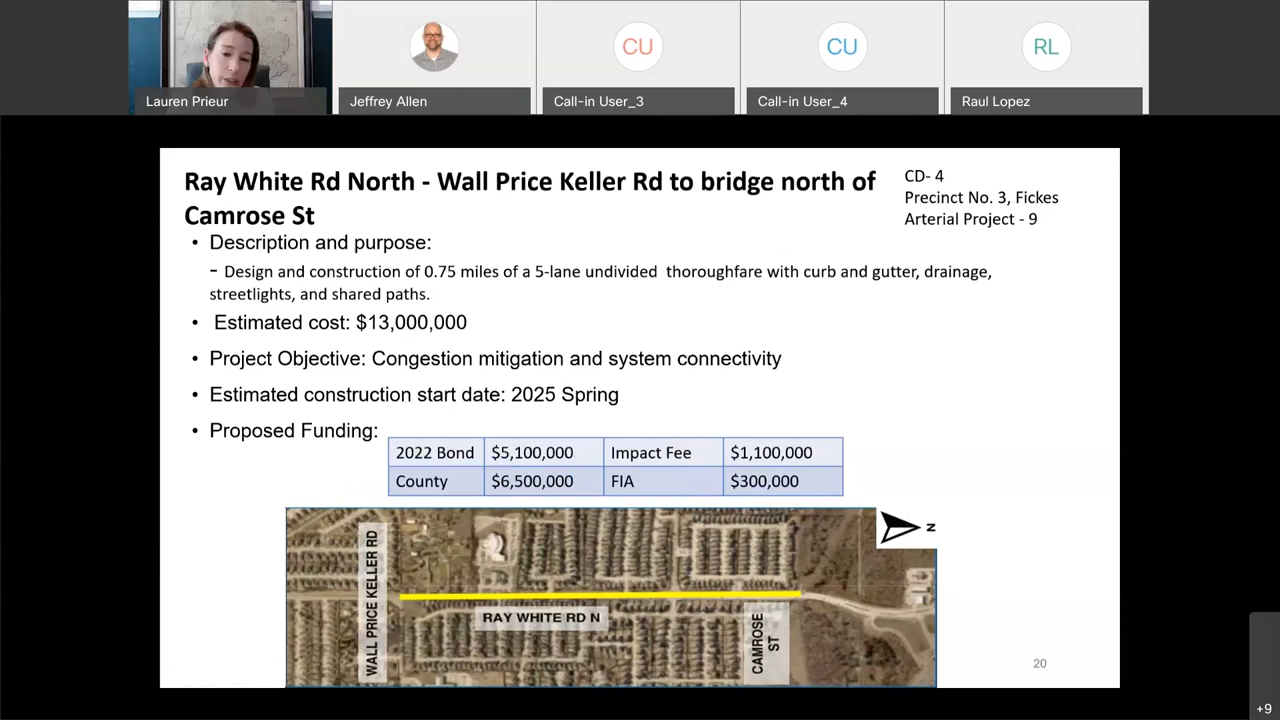 CU
CU
RL
Lauren Prieur
Jeffrey Allen
Call-in User_3
Call-in User_4
Raul Lopez
Ray White Rd North - Wall Price Keller Rd to bridge north of
Camrose St
CD- 4
Precinct No. 3, Fickes
Arterial Project - 9
• Description and purpose:
- Design and construction of 0.75 miles of a 5-lane undivided thoroughfare with curb and gutter, drainage,
streetlights, and shared paths.
• Estimated cost: $13,000,000
• Project Objective: Congestion mitigation and system connectivity
• Estimated construction start date: 2025 Spring
• Proposed Funding:
2022 Bond $5,100,000 Impact Fee $1,100,000
County $6,500,000 FIA $300,000
N
WALL PRICE KELLER RD
RAY WHITE RD N
CAMROSE
ST
20
+9